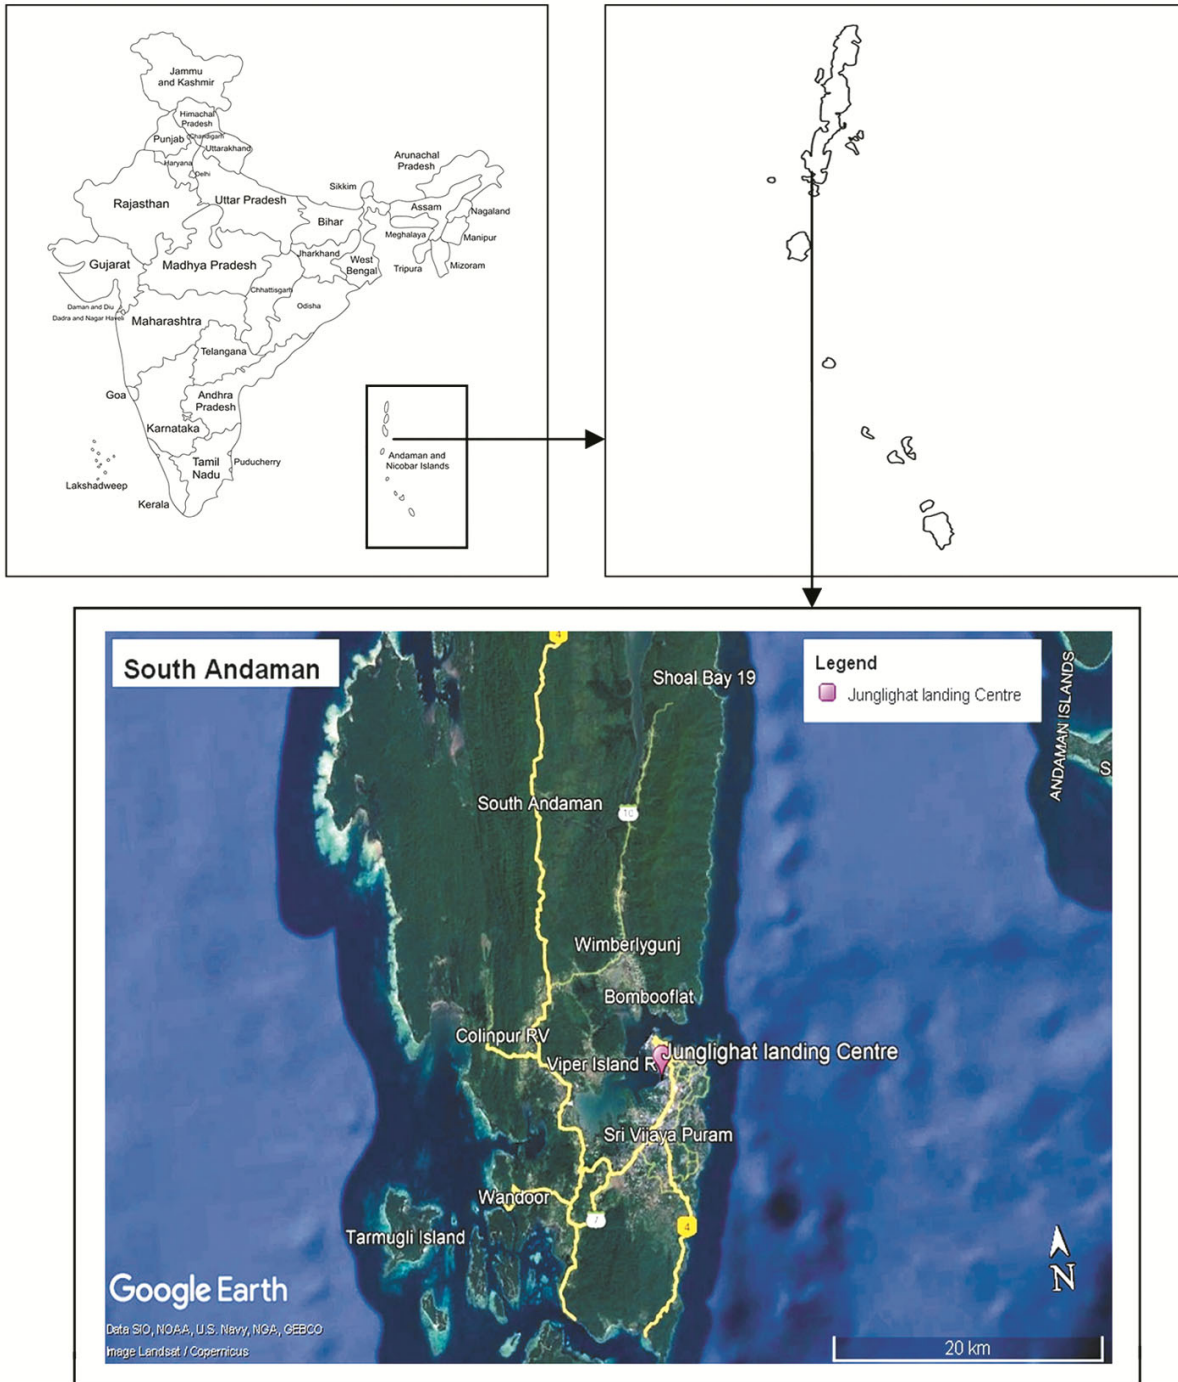 Jammu
and Kashmir
Himachal
Pradesh
Punjab
Chandigarh
Uttarakhand
Haryana
Delhi
Arunachal
Pradesh
Sikkim
Rajasthan
Uttar Pradesh
Assam
Nagaland
Bihar
Meghalaya
Manipur
Gujarat
Madhya Pradesh
Jharkhand
West
Bengal
Tripura
Mizoram
Chhattisgarh
Daman and Diu
Odisha
Dadra and Nagar Haveli
Maharashtra
Telangana
Goa
Andhra
Pradesh
Karnataka
Andaman and
Nicobar Islands
Tamil
Nadu
Puducherry
Lakshadweep
Kerala
South Andaman
4
Legend
Junglighat landing Centre
Shoal Bay 19
ANDAMAN ISLANDS
S
South Andaman
10
Wimberlygunj
Bombooflat
Colinpur RV
Junglighat landing Centre
Viper Island R
Sri Vijaya Puram
Wandoor
7
4
Tarmugli Island
N
Google Earth
Data SIO, NOAA, U.S. Navy, NGA, GEBCO
Image Landsat / Copernicus
20 km